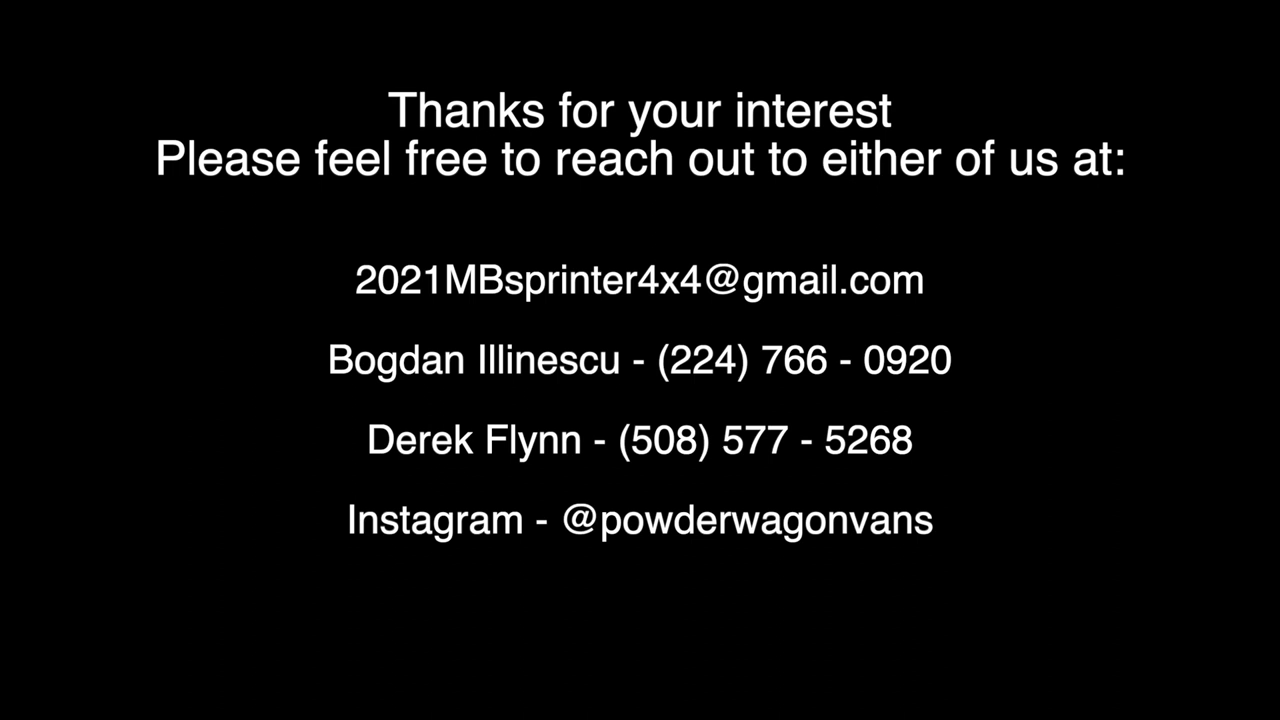 Thanks for your interest
Please feel free to reach out to either of us at:
2021MBsprinter4x4@gmail.com
Bogdan Illinescu - (224) 766 - 0920
Derek Flynn - (508) 577 - 5268
Instagram - @powderwagonvans